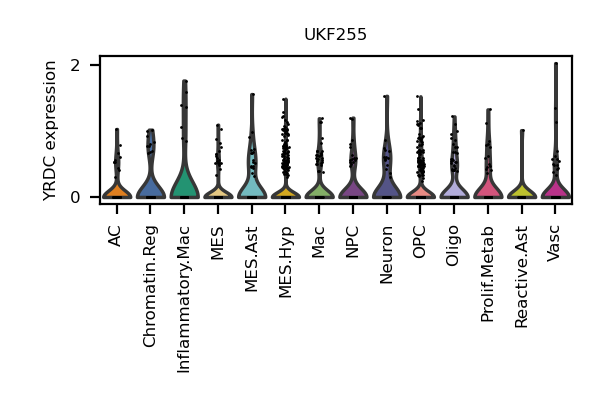 UKF255
YRDC expression
2
0
AC
Chromatin.Reg
Inflammatory.Mac
MES
MES.Ast
MES.Hyp
Mac
NPC
Neuron
OPC
Oligo
Prolif.Metab
Reactive.Ast
Vasc